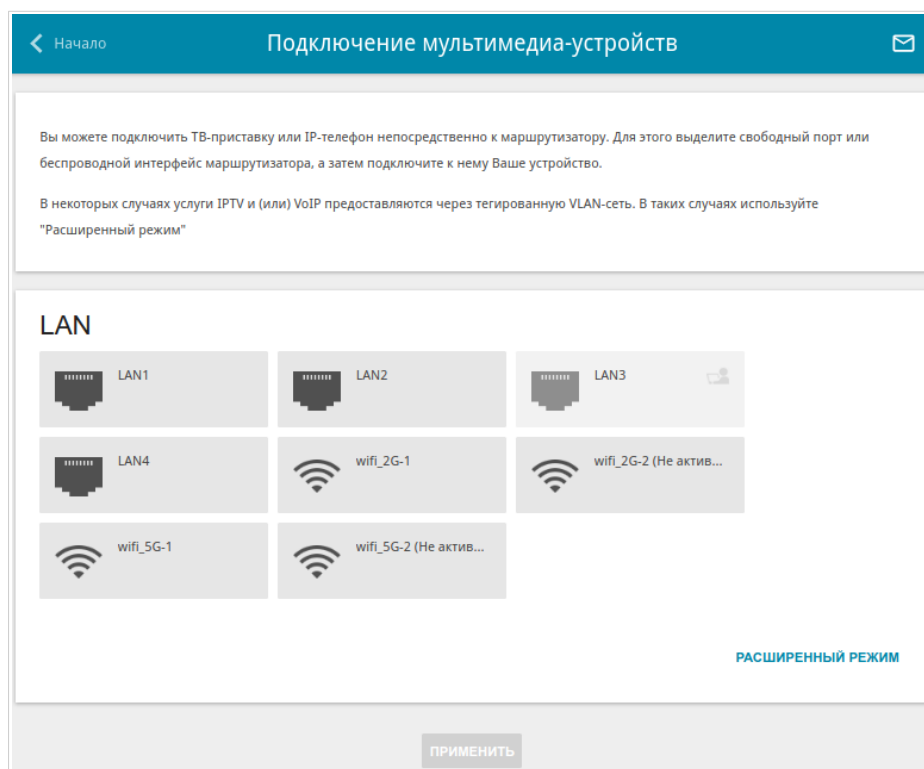 Начало
Подключение мультимедиа-устройств
Вы можете подключить ТВ-приставку или IP-телефон непосредственно к маршрутизатору. Для этого выделите свободный порт или
беспроводной интерфейс маршрутизатора, а затем подключите к нему Ваше устройство.
В некоторых случаях услуги IPTV и (или) VoIP предоставляются через тегированную VLAN-сеть. В таких случаях используйте
"Расширенный режим"
LAN
LAN1
LAN2
LAN3
LAN4
wifi_2G-1
wifi_2G-2 (Не актив...
wifi_5G-1
wifi_5G-2 (Не актив...
РАСШИРЕННЫЙ РЕЖИМ
ПРИМЕНИТЬ